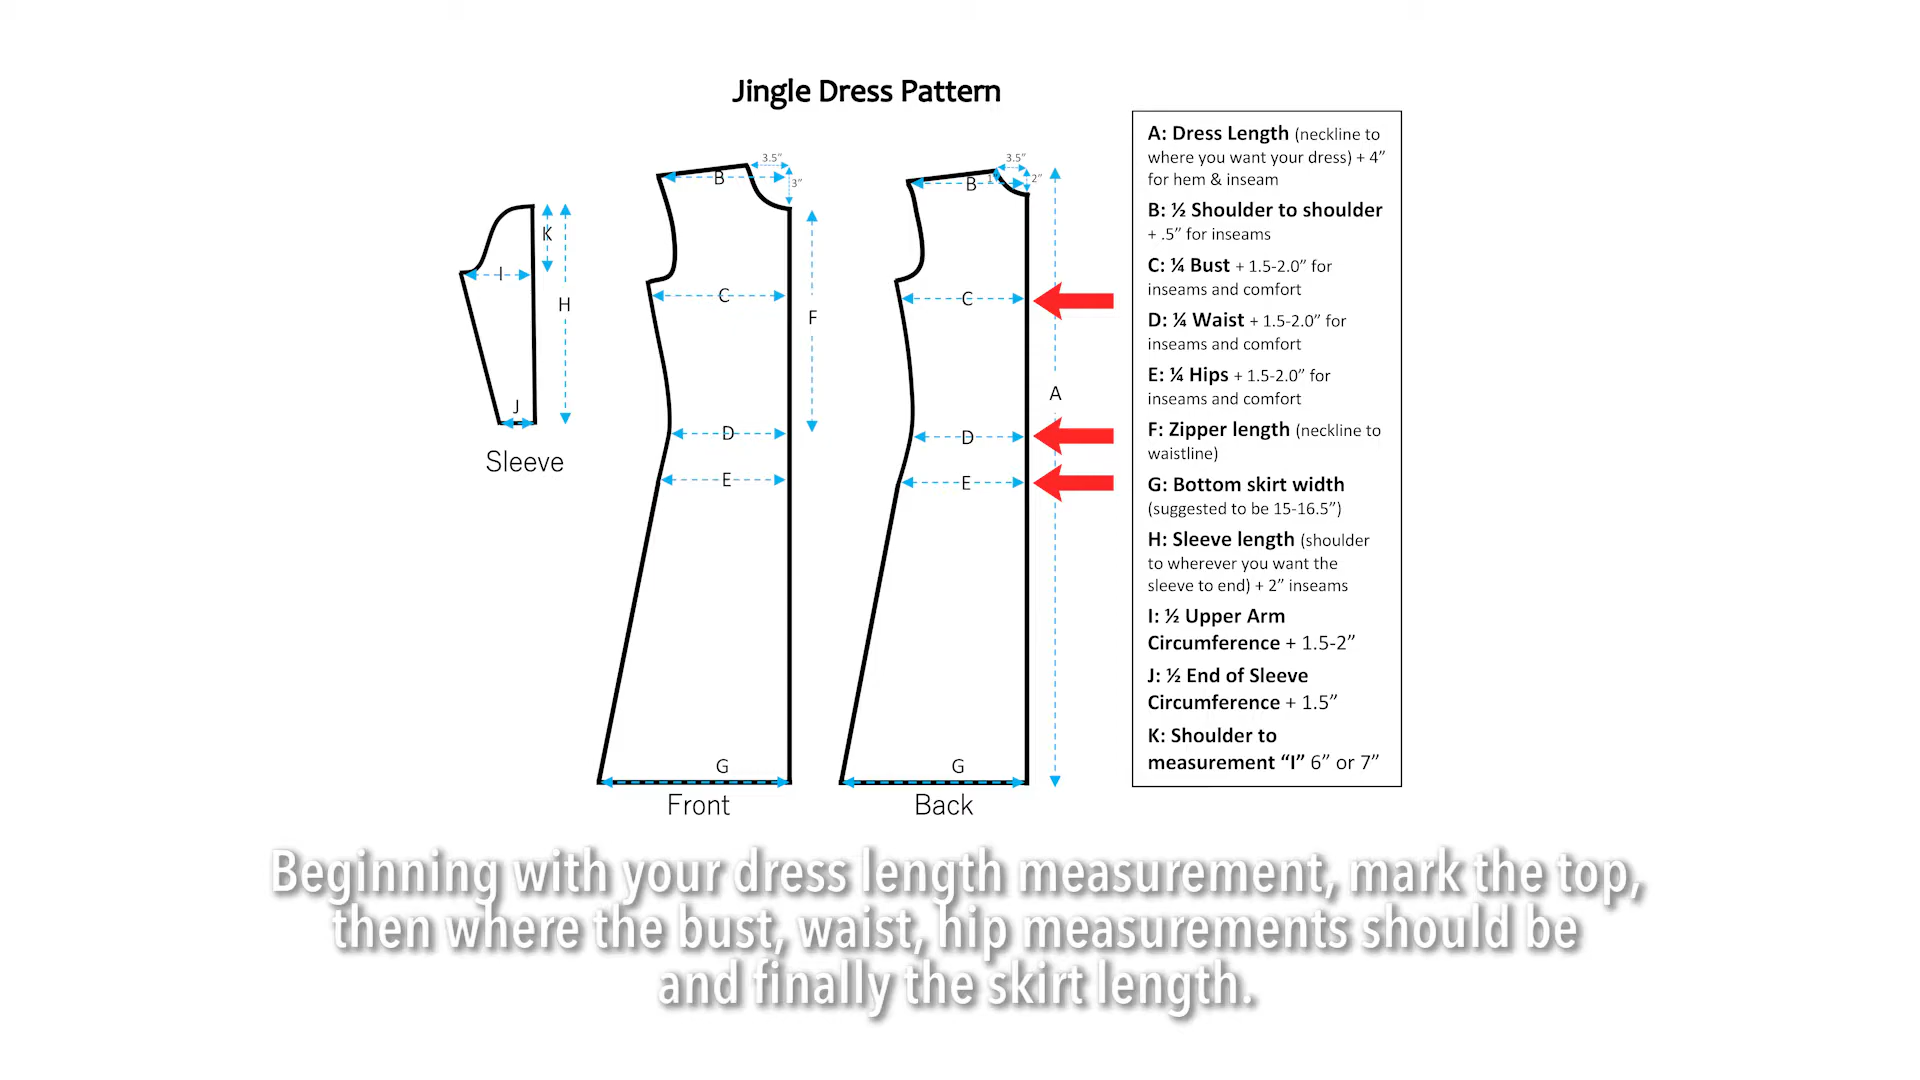 Jingle Dress Pattern
3.5”
B
3”
K
I
H
J
Sleeve
C
F
D
E
G
Front
3.5”
B
1”
2”
C
A
D
E
G
Back
A: Dress Length (neckline to
where you want your dress) + 4”
for hem & inseam
B: ½ Shoulder to shoulder
+ .5” for inseams
C: ¼ Bust + 1.5-2.0” for
inseams and comfort
D: ¼ Waist + 1.5-2.0” for
inseams and comfort
E: ¼ Hips + 1.5-2.0” for
inseams and comfort
F: Zipper length (neckline to
waistline)
G: Bottom skirt width
(suggested to be 15-16.5”)
H: Sleeve length (shoulder
to wherever you want the
sleeve to end) + 2” inseams
I: ½ Upper Arm
Circumference + 1.5-2”
J: ½ End of Sleeve
Circumference + 1.5”
K: Shoulder to
measurement “I” 6” or 7”
Beginning with your dress length measurement, mark the top,
then where the bust, waist, hip measurements should be
and finally the skirt length.